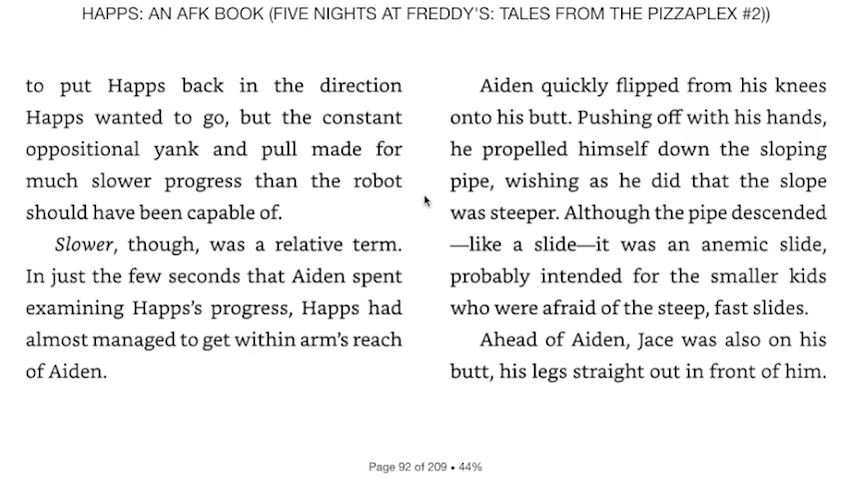 HAPPS: AN AFK BOOK (FIVE NIGHTS AT FREDDY'S: TALES FROM THE PIZZAPLEX #2))
to put Happs back in the direction
Happs wanted to go, but the constant
oppositional yank and pull made for
much slower progress than the robot
should have been capable of.
Slower, though, was a relative term.
In just the few seconds that Aiden spent
examining Happs’s progress, Happs had
almost managed to get within arm’s reach
of Aiden.
Aiden quickly flipped from his knees
onto his butt. Pushing off with his hands,
he propelled himself down the sloping
pipe, wishing as he did that the slope
was steeper. Although the pipe descended
—like a slide—it was an anemic slide,
probably intended for the smaller kids
who were afraid of the steep, fast slides.
Ahead of Aiden, Jace was also on his
butt, his legs straight out in front of him.
Page 92 of 209 • 44%